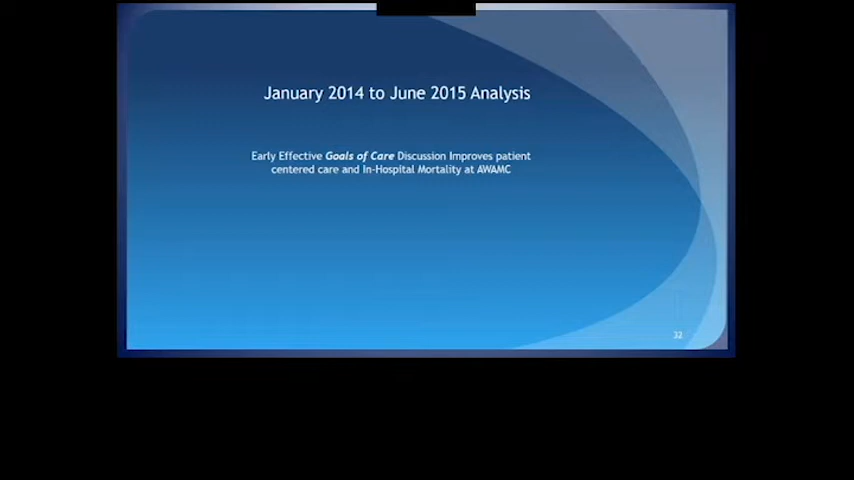 January 2014 to June 2015 Analysis
Early Effective Goals of Care Discussion Improves patient
centered care and In-Hospital Mortality at AWAMC
32